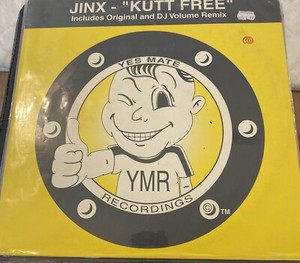 JINX - "KUTT FREE"
Includes Original and DJ Volume Remix
YES MATE
YMR
RECORDINGS
© TM